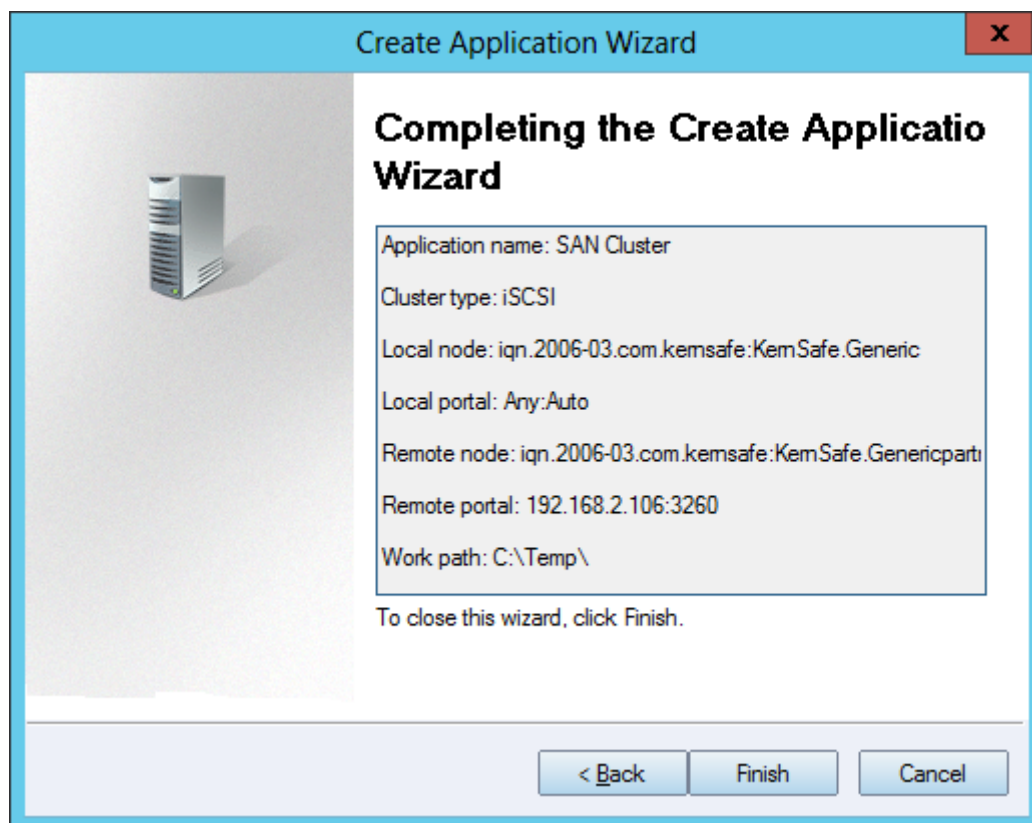 Create Application Wizard
x
Completing the Create Applicatio
Wizard
Application name: SAN Cluster
Cluster type: iSCSI
Local node: iqn.2006-03.com.kernsafe:KernSafe.Generic
Local portal: Any:Auto
Remote node: iqn.2006-03.com.kernsafe:KernSafe.Genericpart
Remote portal: 192.168.2.106:3260
Work path: C:\Temp\
To close this wizard, click Finish.
< Back
Finish
Cancel